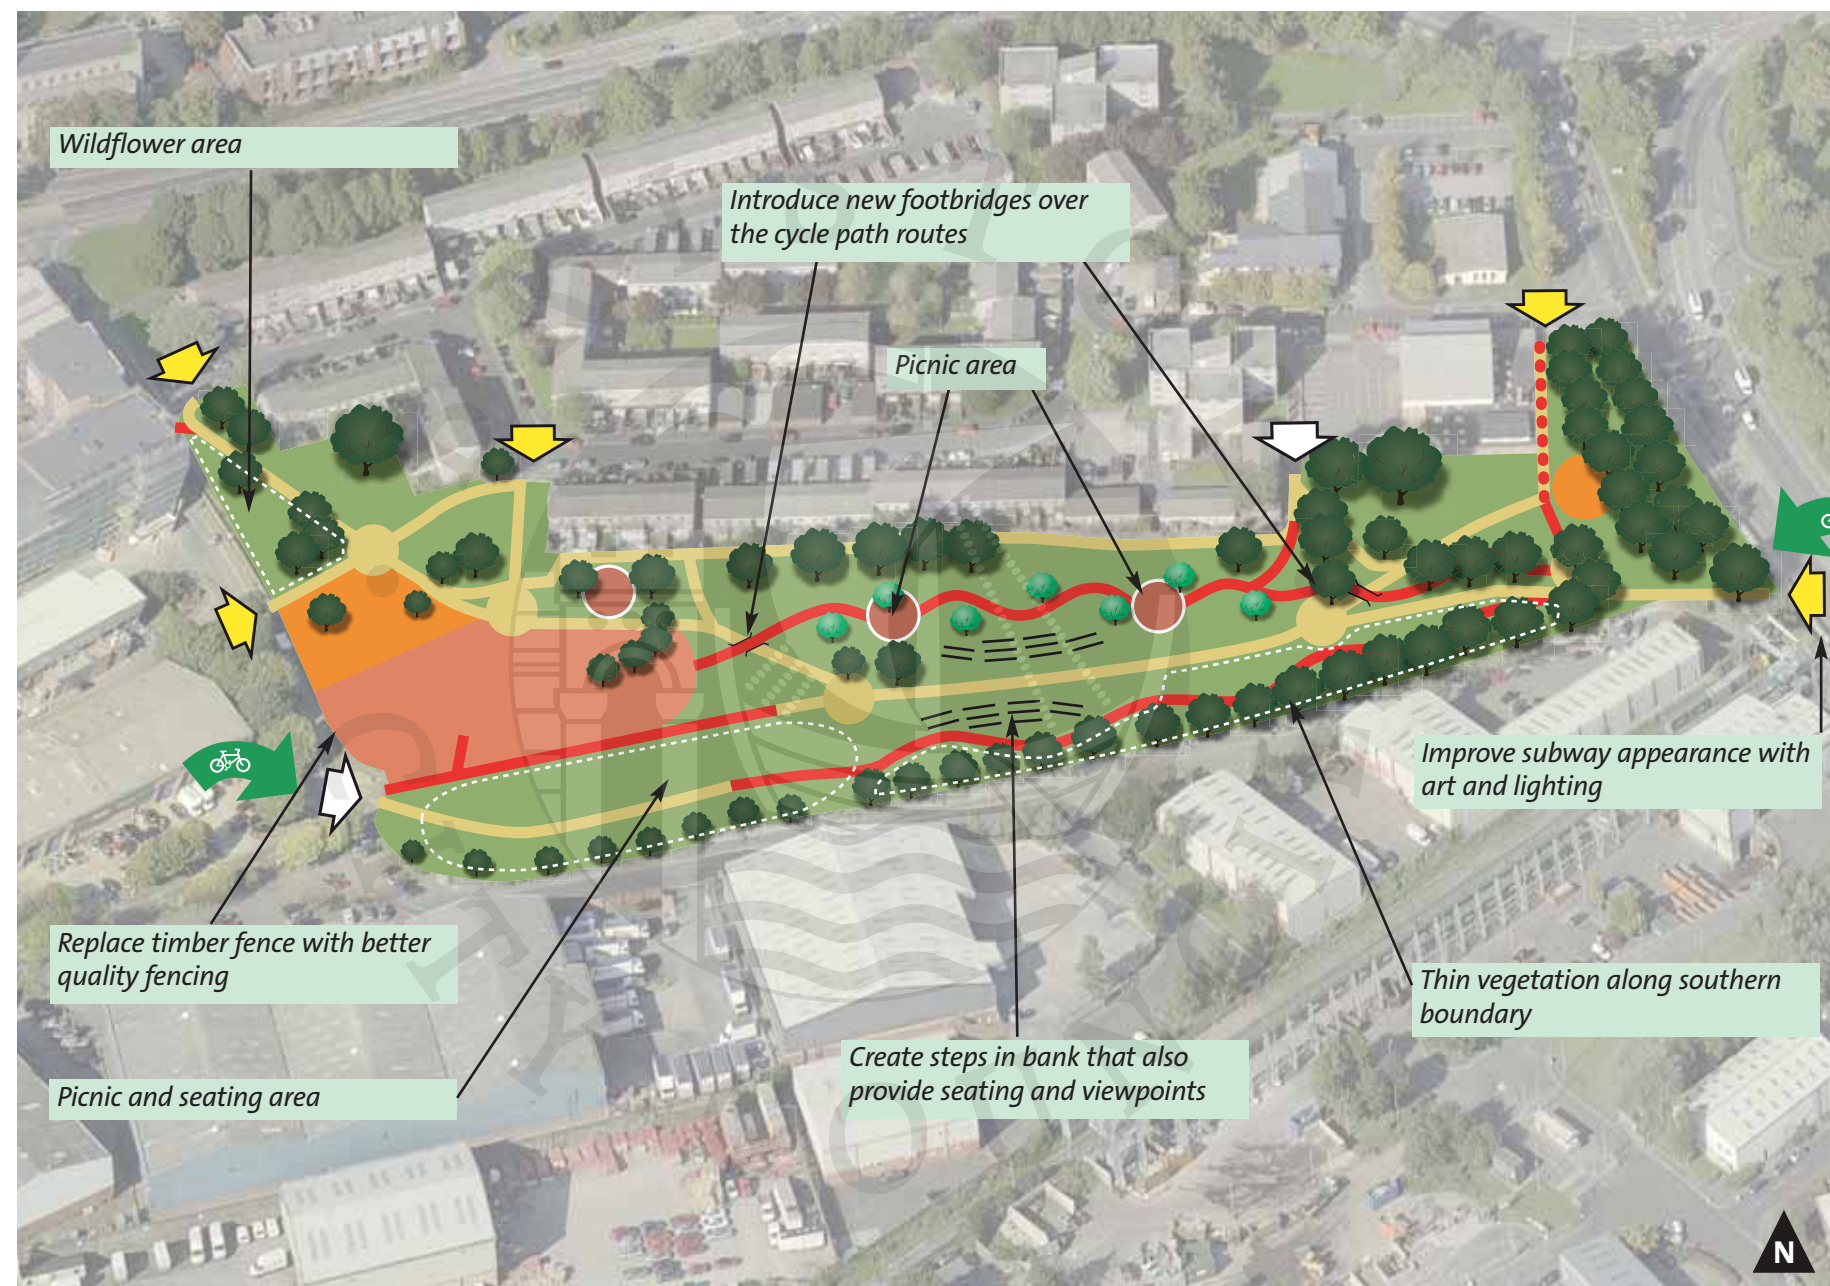 Wildflower area
Introduce new footbridges over
the cycle path routes
Picnic area
Improve subway appearance with
art and lighting
Replace timber fence with better
quality fencing
Thin vegetation along southern
boundary
Create steps in bank that also
provide seating and viewpoints
Picnic and seating area
N